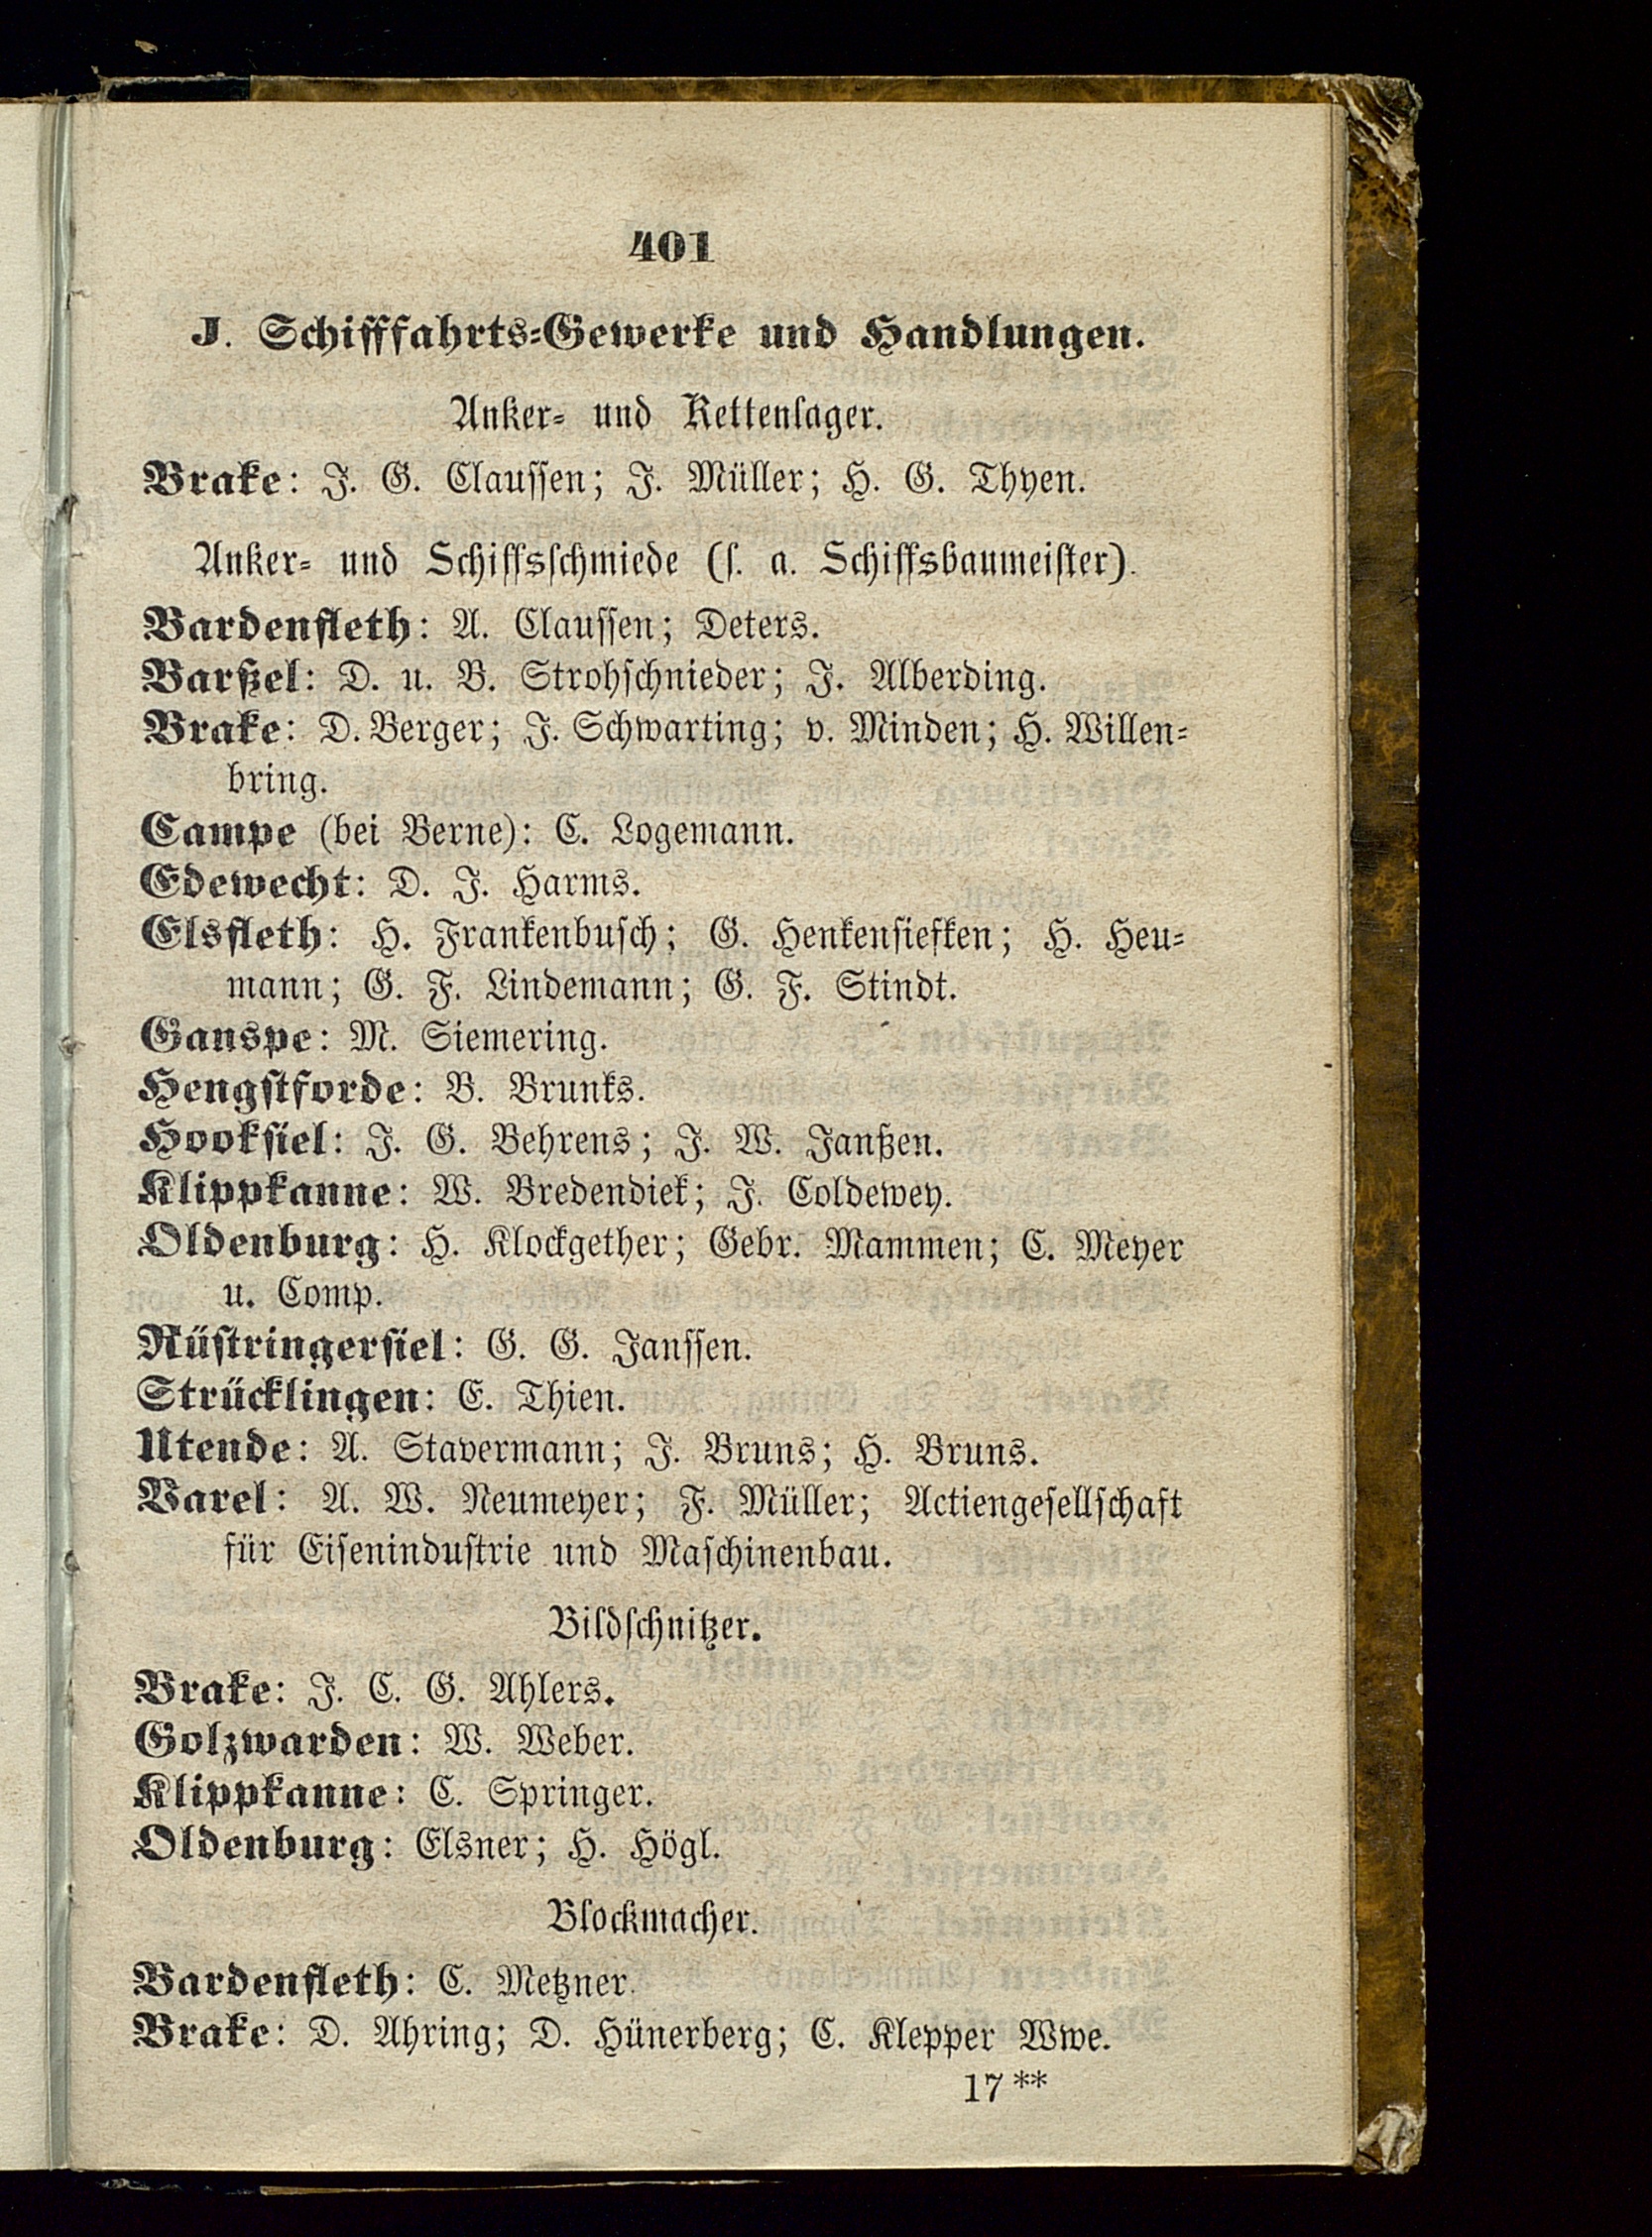 401
J. Schifffahrts-Gewerke und Handlungen.
Anker- und Kettenlager.
Brake: J. G. Claussen; J. Müller; H. G. Thyen.
Anker- und Schiffsschmiede (s. a. Schiffsbaumeister).
Bardenfleth: A. Claussen; Deters.
Barßel: D. u. B. Strohschnieder; J. Alberding.
Brake: D. Berger; J. Schwarting; v. Minden; H. Willen-
bring.
Campe (bei Berne): C. Logemann.
Edewecht: D. J. Harms.
Elsfleth: H. Frankenbusch; G. Henkensiefken; H. Heu-
mann; G. F. Lindemann; G. F. Stindt.
Ganspe: M. Siemering.
Hengstforde: B. Brunks.
Hooksiel: J. G. Behrens; J. W. Janßen.
Klippkanne: W. Bredendiek; J. Coldewey.
Oldenburg: H. Klockgether; Gebr. Mammen; C. Meyer
u. Comp.
Rüstringersiel: G. G. Janssen.
Strücklingen: E. Thien.
Utende: A. Stavermann; J. Bruns; H. Bruns.
Varel: A. W. Neumeyer; F. Müller; Actiengesellschaft
für Eisenindustrie und Maschinenbau.
Bildschnitzer.
Brake: J. C. G. Ahlers.
Golzwarden: W. Weber.
Klippkanne: C. Springer.
Oldenburg: Elsner; H. Högl.
Blockmacher.
Bardenfleth: C. Metzner.
Brake: D. Ahring; D. Hünerberg; C. Klepper Wwe.
17**